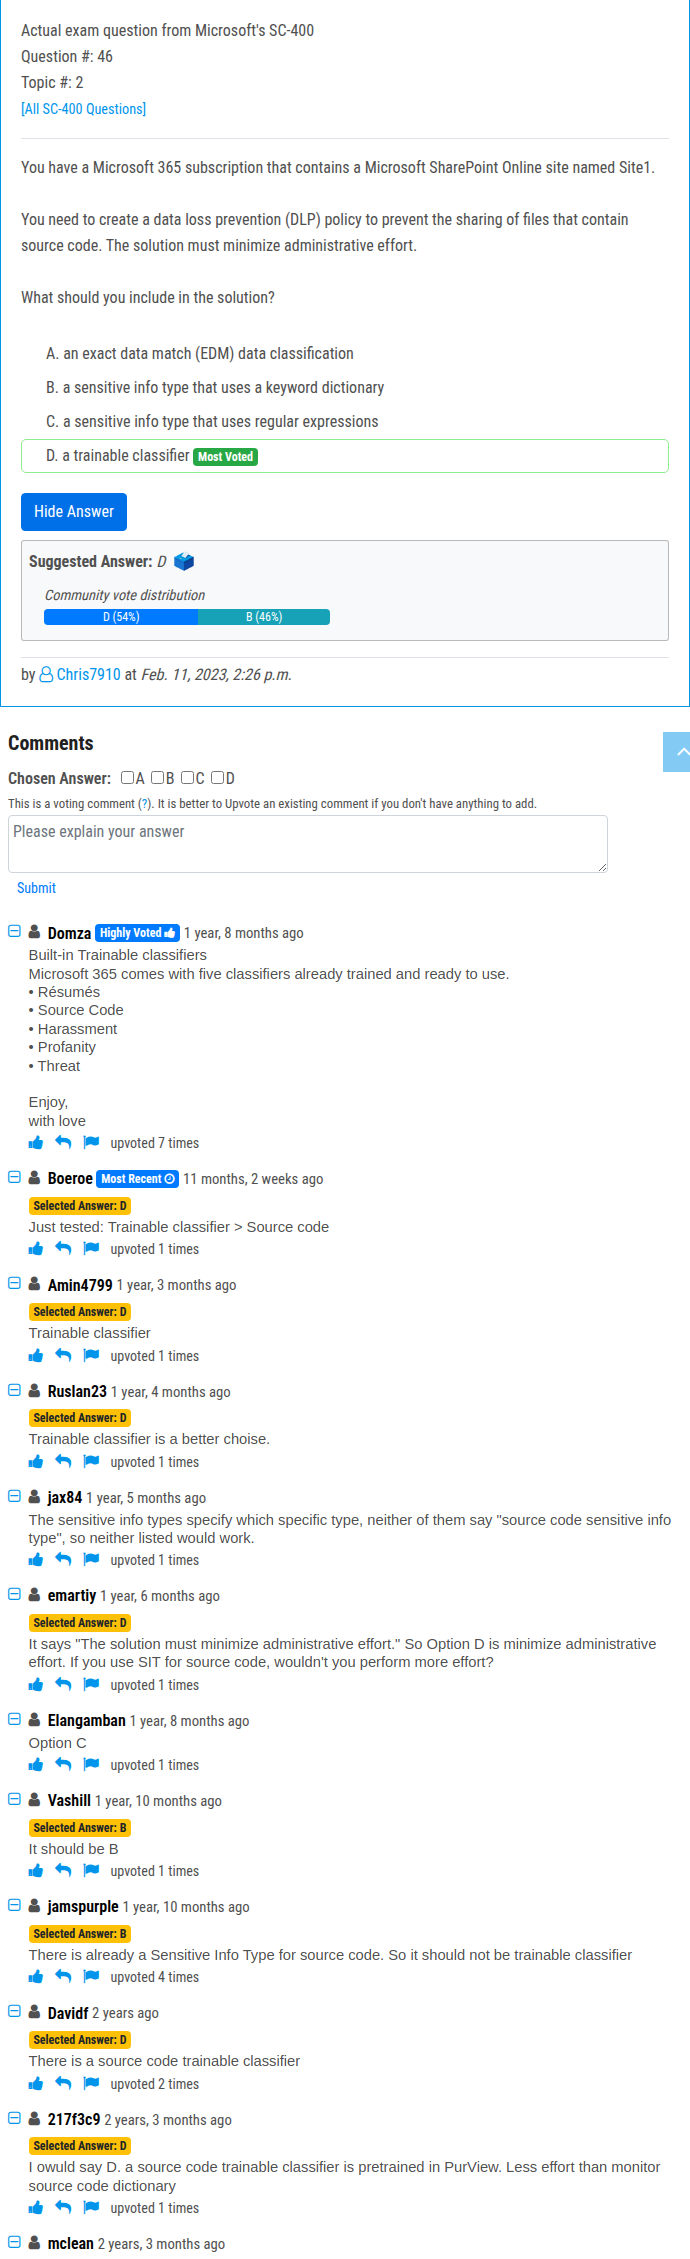 Actual exam question from Microsoft's SC-400
Question #: 46
Topic #: 2
[All SC-400 Questions]
You have a Microsoft 365 subscription that contains a Microsoft SharePoint Online site named Site1.
You need to create a data loss prevention (DLP) policy to prevent the sharing of files that contain
source code. The solution must minimize administrative effort.
What should you include in the solution?
A. an exact data match (EDM) data classification
B. a sensitive info type that uses a keyword dictionary
C. a sensitive info type that uses regular expressions
D. a trainable classifier Most Voted
Hide Answer
Suggested Answer: D
Community vote distribution
D (54%) B (46%)
by Chris7910 at Feb. 11, 2023, 2:26 p.m.
Comments
Chosen Answer: A B C D
This is a voting comment (?). It is better to Upvote an existing comment if you don't have anything to add.
Please explain your answer
Submit
Domza Highly Voted 1 year, 8 months ago
Built-in Trainable classifiers
Microsoft 365 comes with five classifiers already trained and ready to use.
• Résumés
• Source Code
• Harassment
• Profanity
• Threat
Enjoy,
with love
upvoted 7 times
Boeroe Most Recent 11 months, 2 weeks ago
Selected Answer: D
Just tested: Trainable classifier > Source code
upvoted 1 times
Amin4799 1 year, 3 months ago
Selected Answer: D
Trainable classifier
upvoted 1 times
Ruslan23 1 year, 4 months ago
Selected Answer: D
Trainable classifier is a better choise.
upvoted 1 times
jax84 1 year, 5 months ago
The sensitive info types specify which specific type, neither of them say "source code sensitive info
type", so neither listed would work.
upvoted 1 times
emartiy 1 year, 6 months ago
Selected Answer: D
It says "The solution must minimize administrative effort." So Option D is minimize administrative
effort. If you use SIT for source code, wouldn't you perform more effort?
upvoted 1 times
Elangamban 1 year, 8 months ago
Option C
upvoted 1 times
Vashill 1 year, 10 months ago
Selected Answer: B
It should be B
upvoted 1 times
jamspurple 1 year, 10 months ago
Selected Answer: B
There is already a Sensitive Info Type for source code. So it should not be trainable classifier
upvoted 4 times
Davidf 2 years ago
Selected Answer: D
There is a source code trainable classifier
upvoted 2 times
217f3c9 2 years, 3 months ago
Selected Answer: D
I owuld say D. a source code trainable classifier is pretrained in PurView. Less effort than monitor
source code dictionary
upvoted 1 times
mclean 2 years, 3 months ago